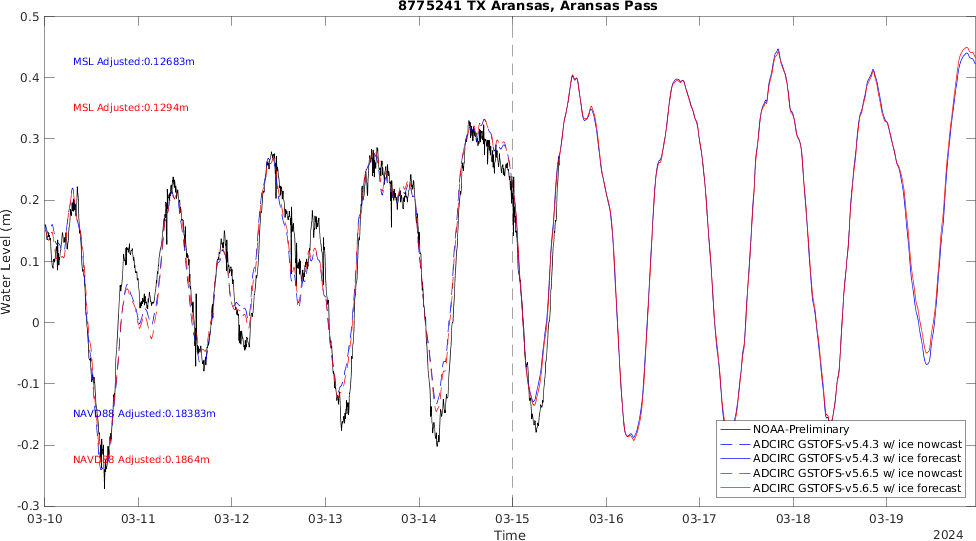 8775241 TX Aransas, Aransas Pass
0.5
0.4
0.3
0.2
0.1
0
-0.1
-0.2
-0.3
Water Level (m)
MSL Adjusted:0.12683m
MSL Adjusted:0.1294m
NAVD88 Adjusted:0.18383m
NAVD88 Adjusted:0.1864m
NOAA-Preliminary
ADCIRC GSTOFS-v5.4.3 w/ ice nowcast
ADCIRC GSTOFS-v5.4.3 w/ ice forecast
ADCIRC GSTOFS-v5.6.5 w/ ice nowcast
ADCIRC GSTOFS-v5.6.5 w/ ice forecast
03-10 03-11 03-12 03-13 03-14 03-15 03-16 03-17 03-18 03-19
Time
2024